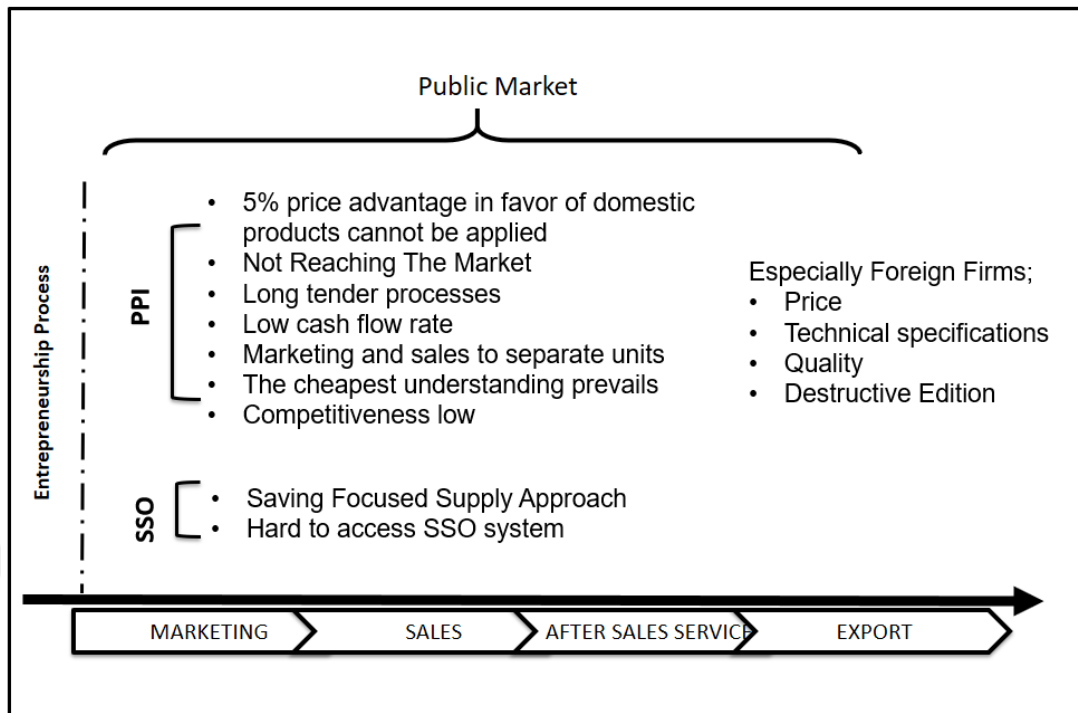 Public Market
Entrepreneurship Process
PPI
• 5% price advantage in favor of domestic
products cannot be applied
• Not Reaching The Market
• Long tender processes
• Low cash flow rate
• Marketing and sales to separate units
• The cheapest understanding prevails
• Competitiveness low
Especially Foreign Firms;
• Price
• Technical specifications
• Quality
• Destructive Edition
SSO
• Saving Focused Supply Approach
• Hard to access SSO system
MARKETING
SALES
AFTER SALES SERVICE
EXPORT